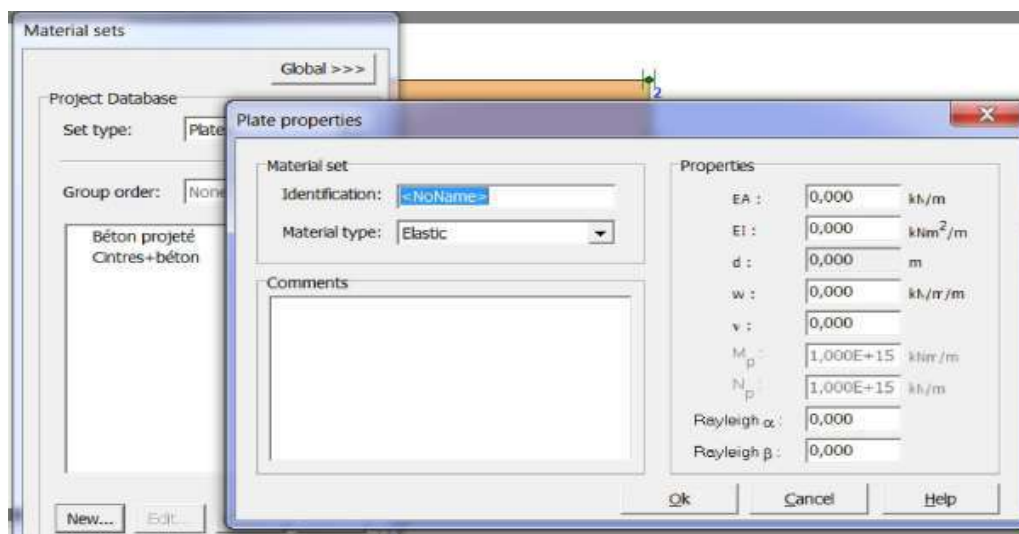 Material sets
Global >>>
Project Database
Set type: Plate
Group order: None
Béton projeté
Cintres+béton
New... Edit...
2
Plate properties
Material set
Identification: <NoName>
Material type: Elastic
Comments
Properties
EA : 0,000 kN/m
EI : 0,000 kNm²/m
d : 0,000 m
w : 0,000 kN/m/m
ν : 0,000
Mp : 1,000E+15 kNm/m
Np : 1,000E+15 kN/m
Rayleigh α : 0,000
Rayleigh β : 0,000
Ok Cancel Help